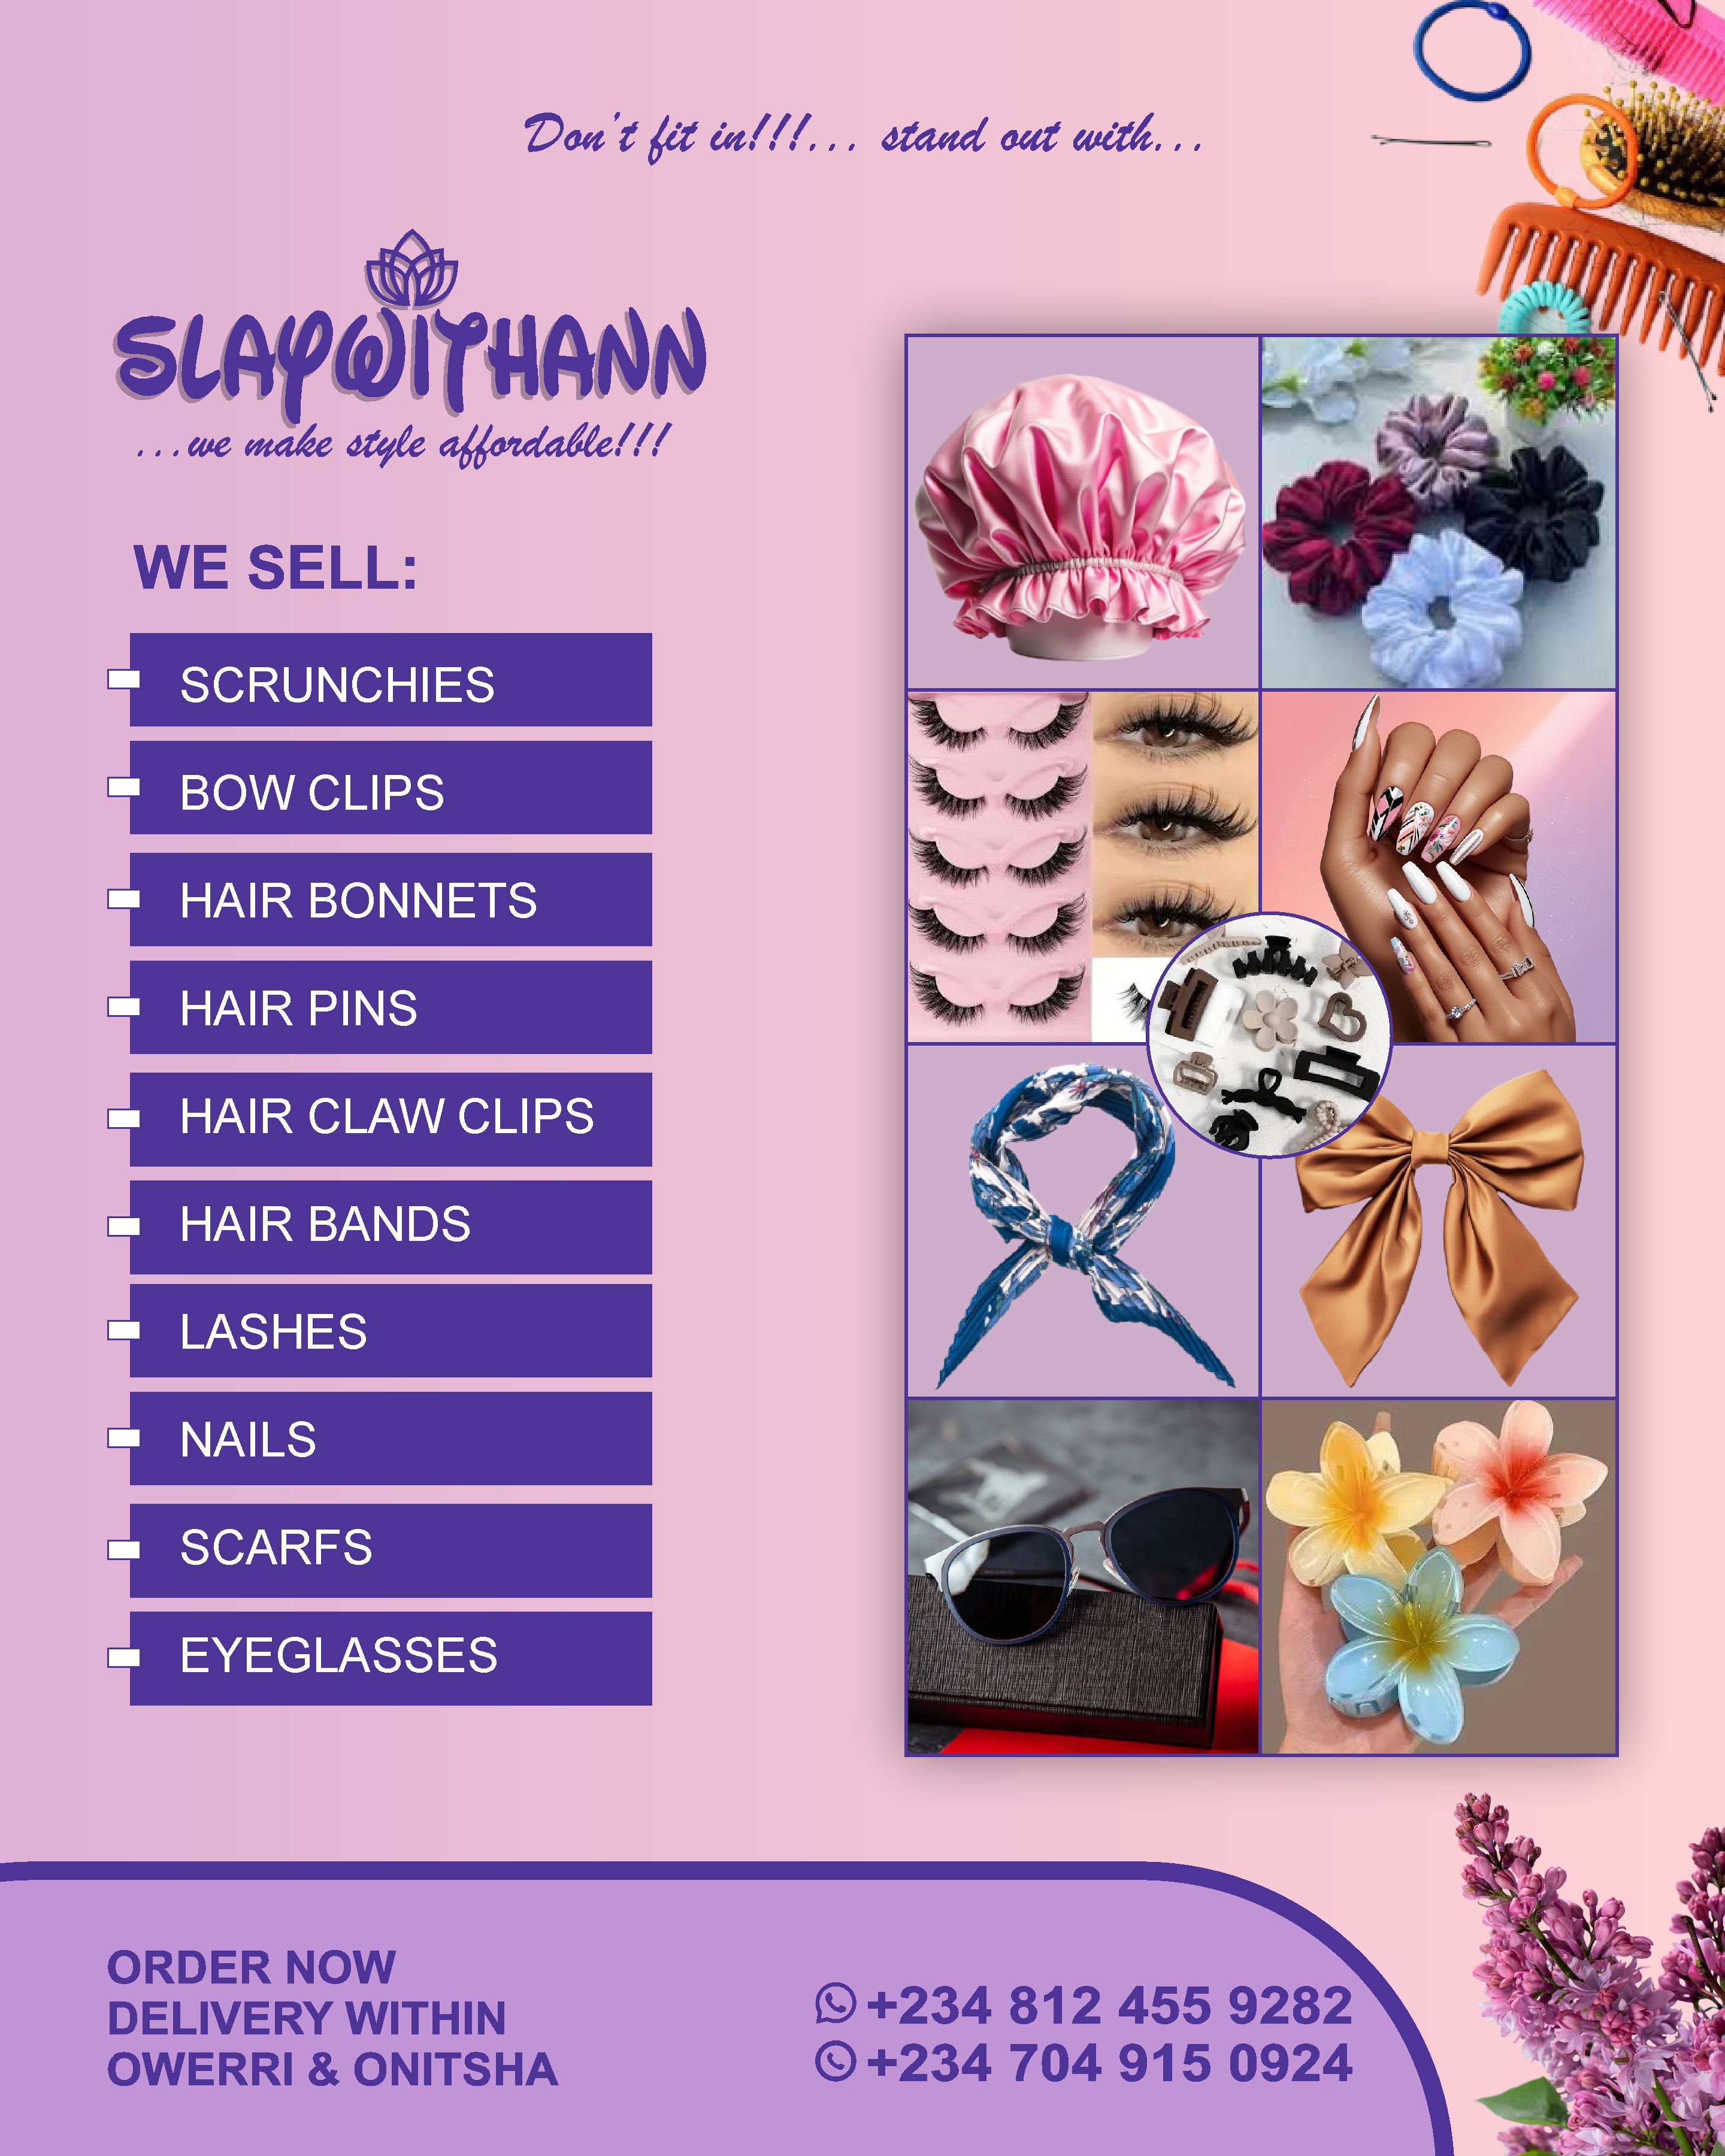 Don't fit in!!!... stand out with...
SLAYWITHANN
...we make style affordable!!!
WE SELL:
SCRUNCHIES
BOW CLIPS
HAIR BONNETS
HAIR PINS
HAIR CLAW CLIPS
HAIR BANDS
LASHES
NAILS
SCARFS
EYEGLASSES
ORDER NOW
DELIVERY WITHIN
OWERRI & ONITSHA
+234 812 455 9282
+234 704 915 0924